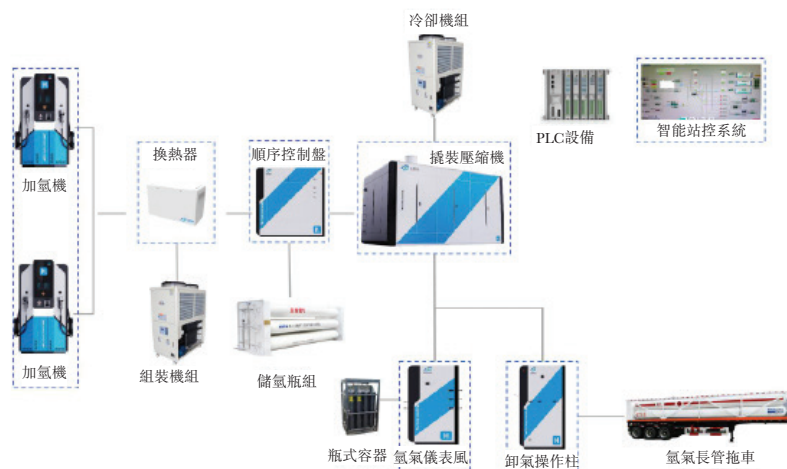 冷卻機組
PLC設備
智能站控系統
換熱器
順序控制盤
撬裝壓縮機
加氫機
加氫機
組裝機組
儲氫瓶組
瓶式容器
氫氣儀表風
卸氣操作柱
氫氣長管拖車